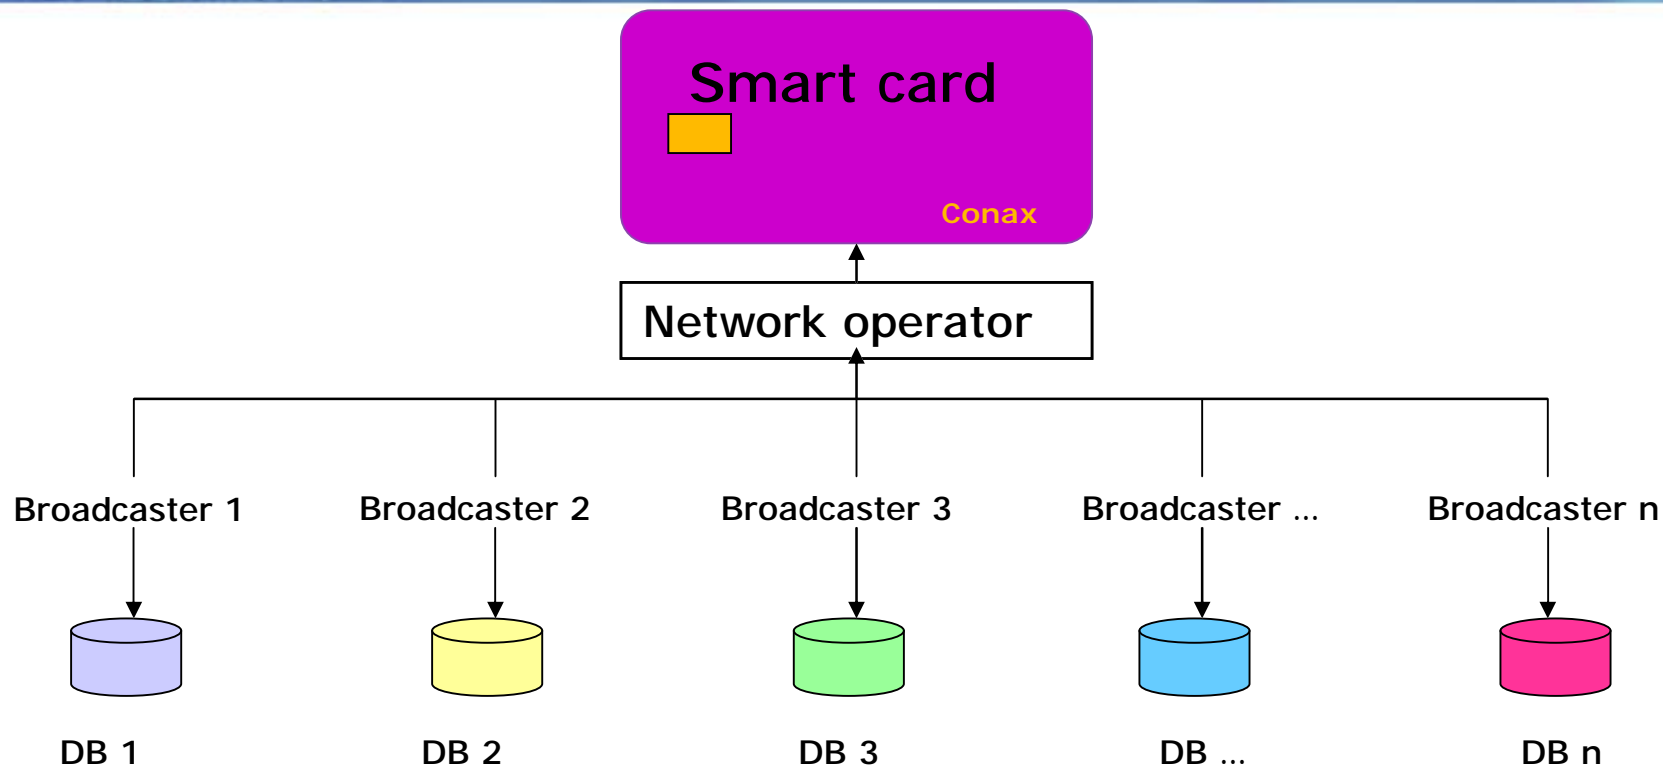 Smart card
Conax
Network operator
Broadcaster 1 Broadcaster 2 Broadcaster 3 Broadcaster ... Broadcaster n
DB 1 DB 2 DB 3 DB ... DB n